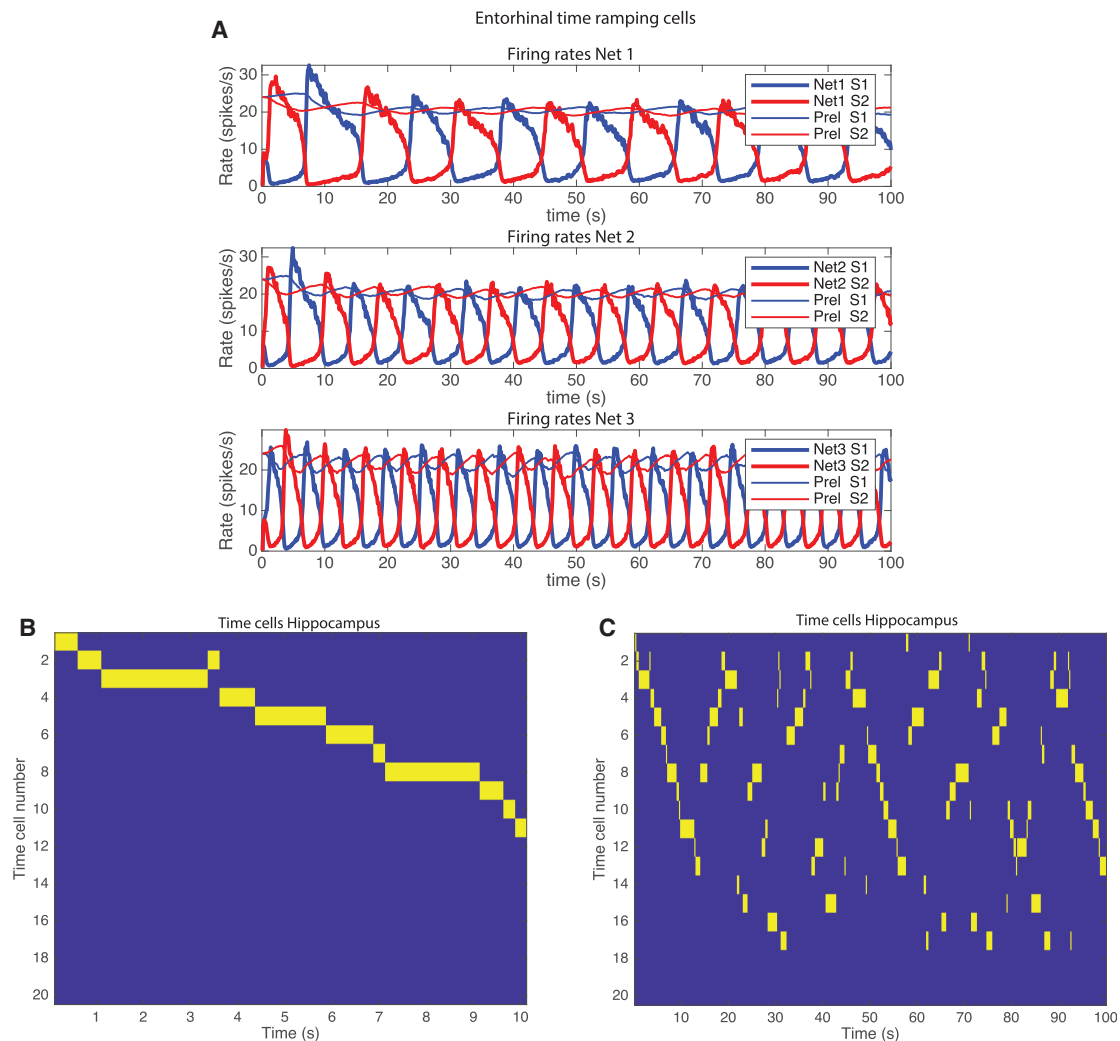 Entorhinal time ramping cells
A
Firing rates Net 1
Rate (spikes/s)
30
20
10
0
Net1 S1
Net1 S2
Prel S1
Prel S2
0 10 20 30 40 50 60 70 80 90 100
time (s)
Firing rates Net 2
Rate (spikes/s)
30
20
10
0
Net2 S1
Net2 S2
Prel S1
Prel S2
0 10 20 30 40 50 60 70 80 90 100
time (s)
Firing rates Net 3
Rate (spikes/s)
20
10
0
Net3 S1
Net3 S2
Prel S1
Prel S2
0 10 20 30 40 50 60 70 80 90 100
time (s)
B
Time cells Hippocampus
Time cell number
2
4
6
8
10
12
14
16
18
20
1 2 3 4 5 6 7 8 9 10
Time (s)
C
Time cells Hippocampus
Time cell number
2
4
6
8
10
12
14
16
18
20
10 20 30 40 50 60 70 80 90 100
Time (s)